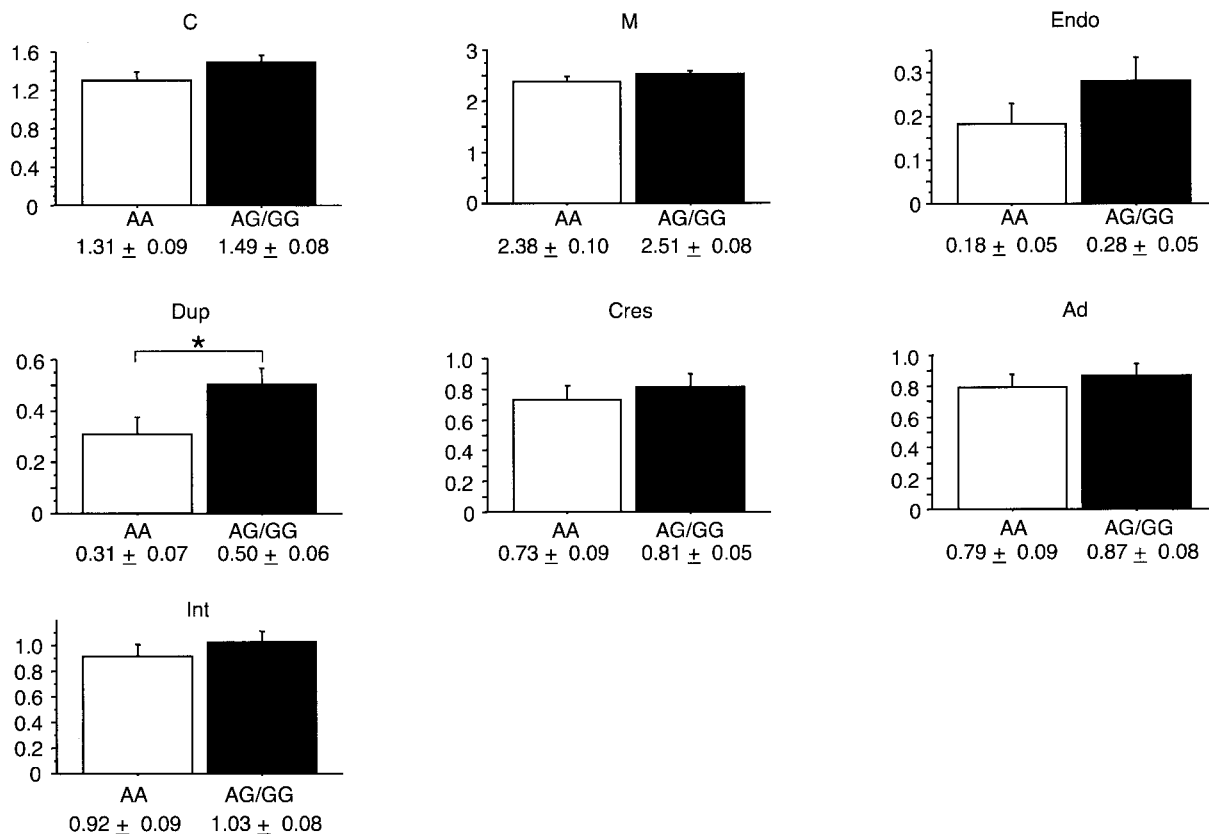 C
1.6
1.2
0.8
0.4
0
AA AG/GG
1.31 ± 0.09 1.49 ± 0.08
M
3
2
1
0
AA AG/GG
2.38 ± 0.10 2.51 ± 0.08
Endo
0.3
0.2
0.1
0
AA AG/GG
0.18 ± 0.05 0.28 ± 0.05
Dup
*
0.6
0.4
0.2
0
AA AG/GG
0.31 ± 0.07 0.50 ± 0.06
Cres
1.0
0.8
0.6
0.4
0.2
0
AA AG/GG
0.73 ± 0.09 0.81 ± 0.05
Ad
1.0
0.8
0.6
0.4
0.2
0
AA AG/GG
0.79 ± 0.09 0.87 ± 0.08
Int
1.0
0.8
0.6
0.4
0.2
0
AA AG/GG
0.92 ± 0.09 1.03 ± 0.08